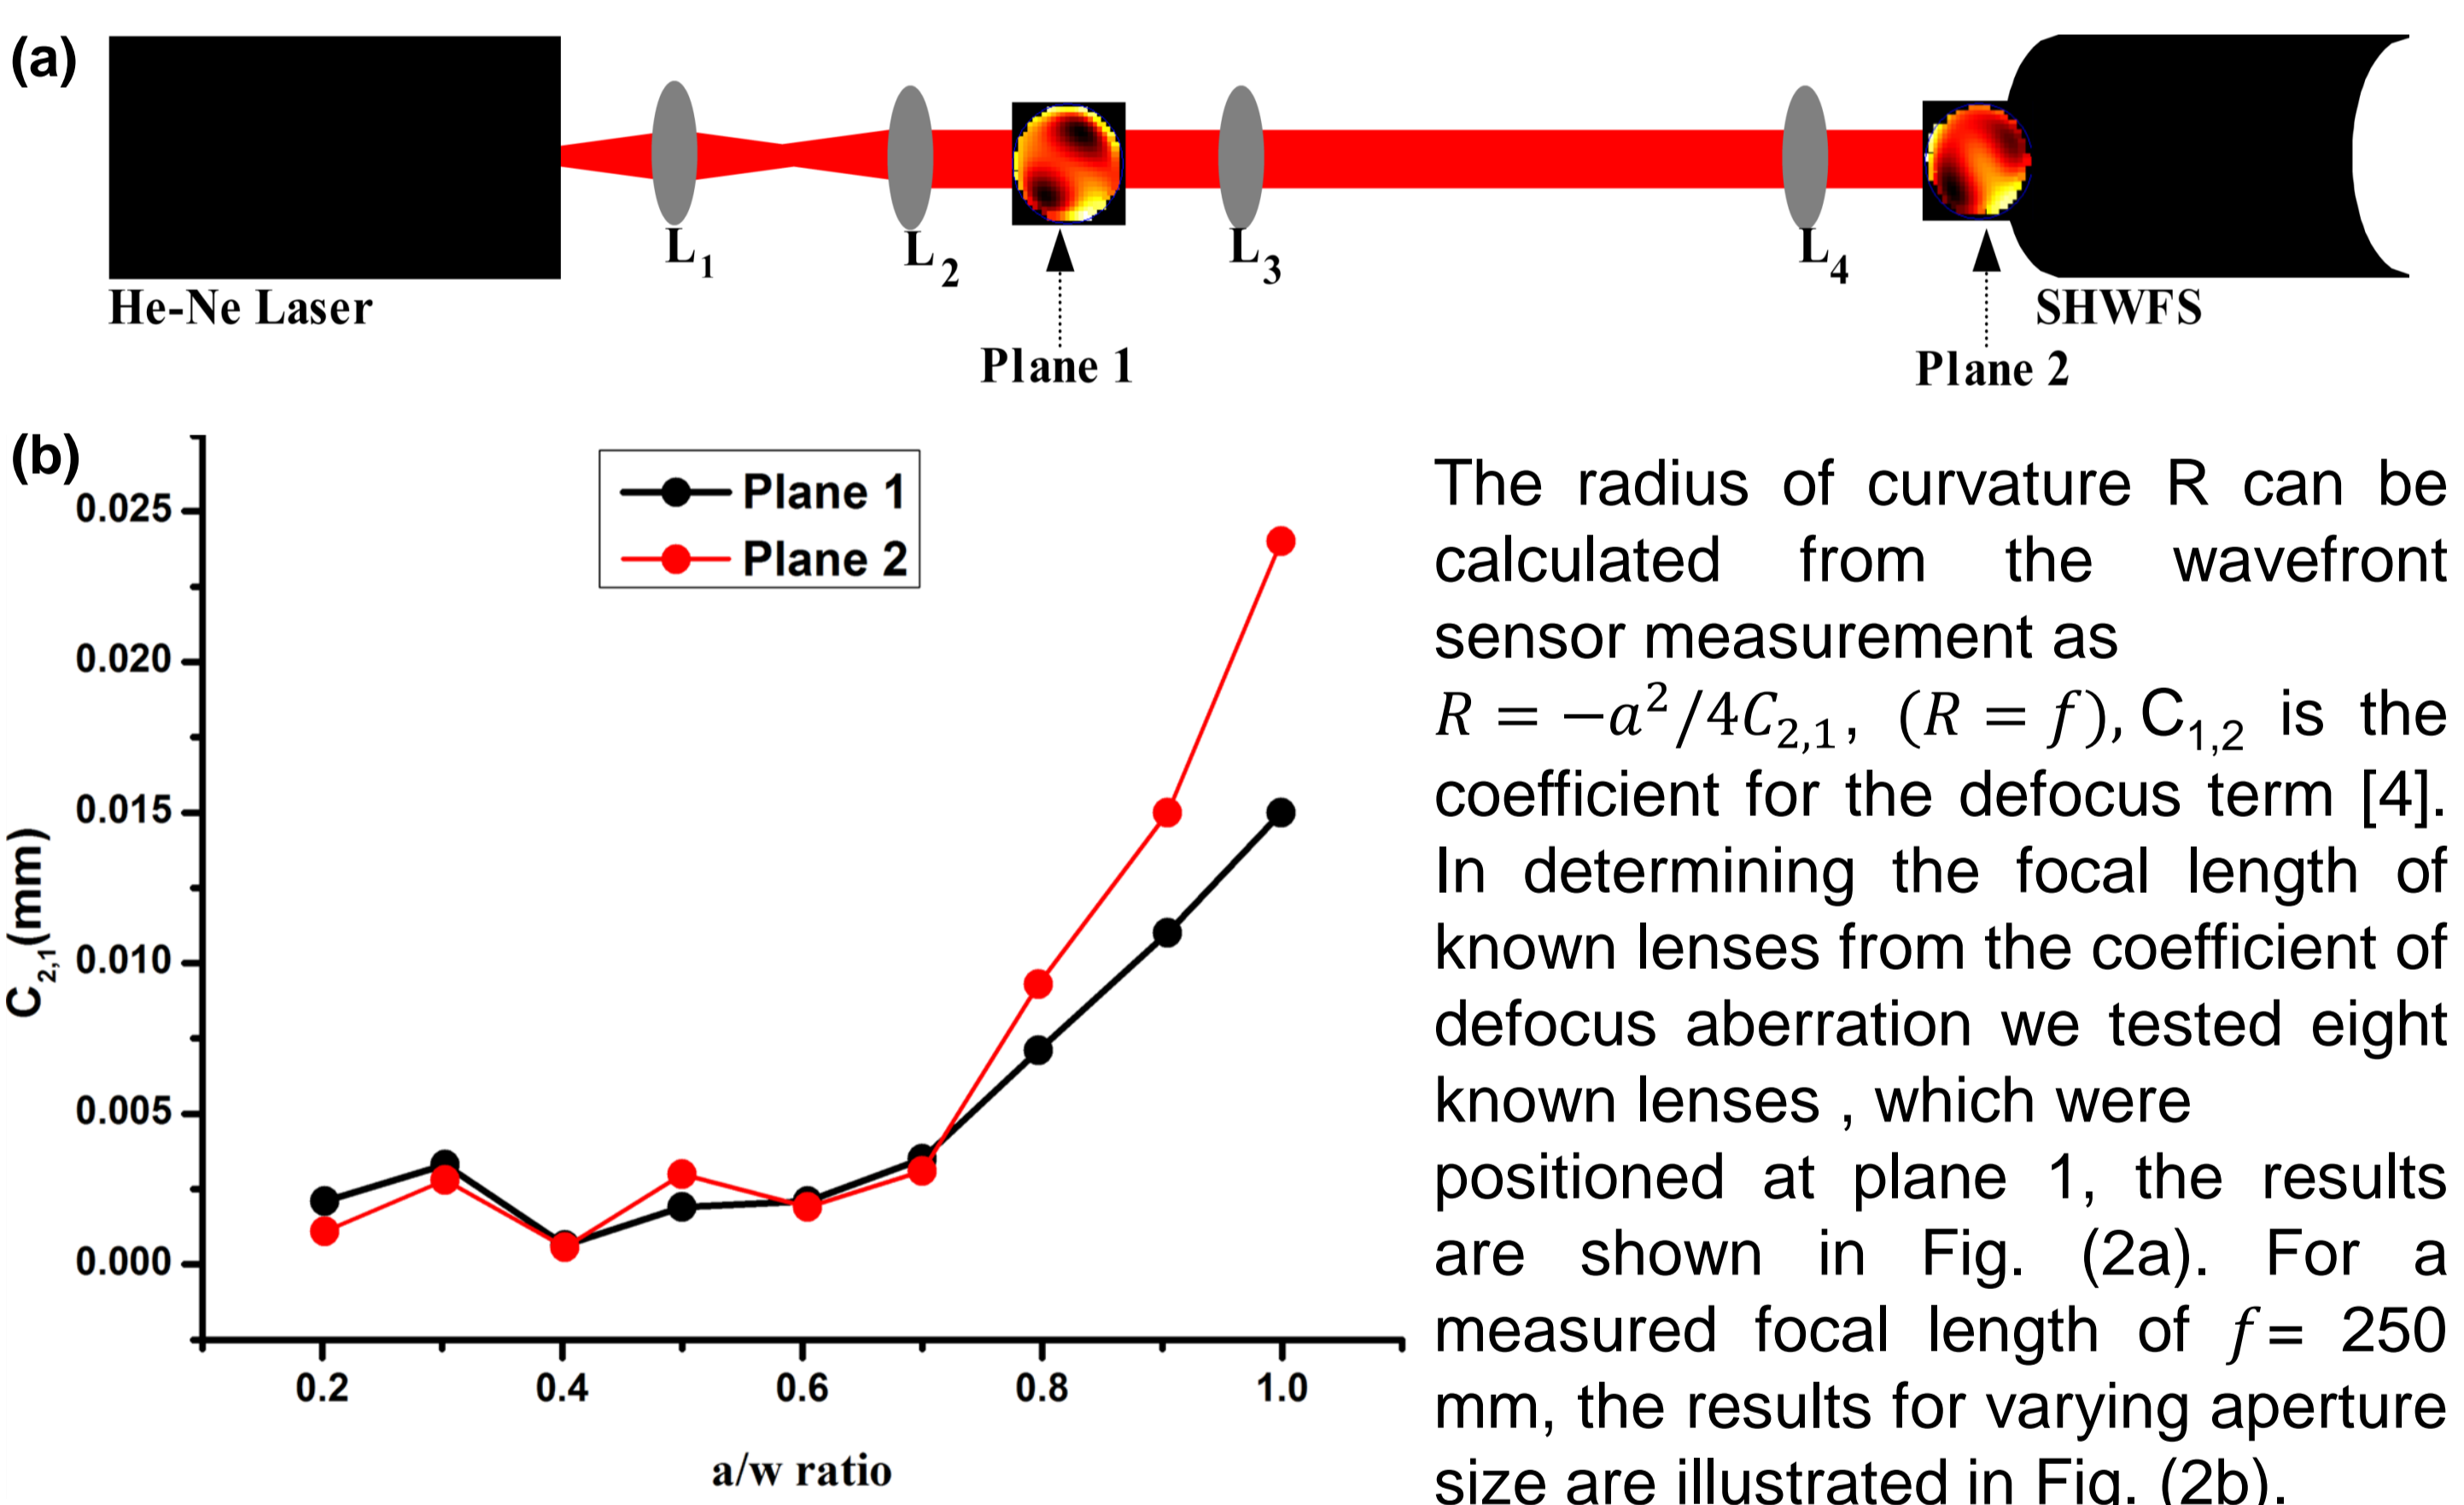 (a)
L1
L2
L3
L4
He-Ne Laser
SHWFS
Plane 1
Plane 2
(b)
Plane 1
Plane 2
0.025
0.020
0.015
0.010
0.005
0.000
C2,1(mm)
0.2 0.4 0.6 0.8 1.0
a/w ratio
The radius of curvature R can be
calculated from the wavefront
sensor measurement as
R = −a²/4C2,1, (R = f), C1,2 is the
coefficient for the defocus term [4].
In determining the focal length of
known lenses from the coefficient of
defocus aberration we tested eight
known lenses , which were
positioned at plane 1, the results
are shown in Fig. (2a). For a
measured focal length of f = 250
mm, the results for varying aperture
size are illustrated in Fig. (2b).